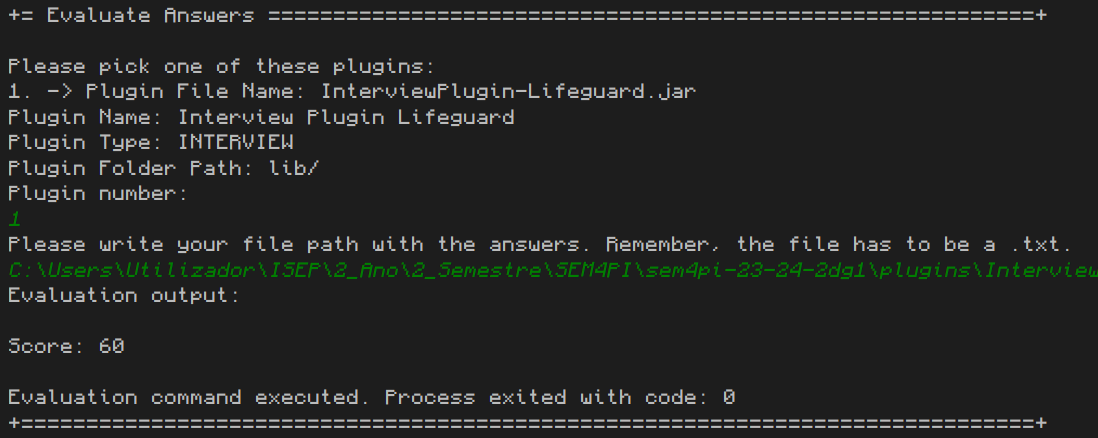 += Evaluate Answers =============================================================+
Please pick one of these plugins:
1. -> Plugin File Name: InterviewPlugin-Lifeguard.jar
Plugin Name: Interview Plugin Lifeguard
Plugin Type: INTERVIEW
Plugin Folder Path: lib/
Plugin number:
1
Please write your file path with the answers. Remember, the file has to be a .txt.
C:\Users\Utilizador\ISEP\2_Ano\2_Semestre\SEM4PI\sem4pi-23-24-2dg1\plugins\Interview
Evaluation output:
Score: 60
Evaluation command executed. Process exited with code: 0
+================================================================================+